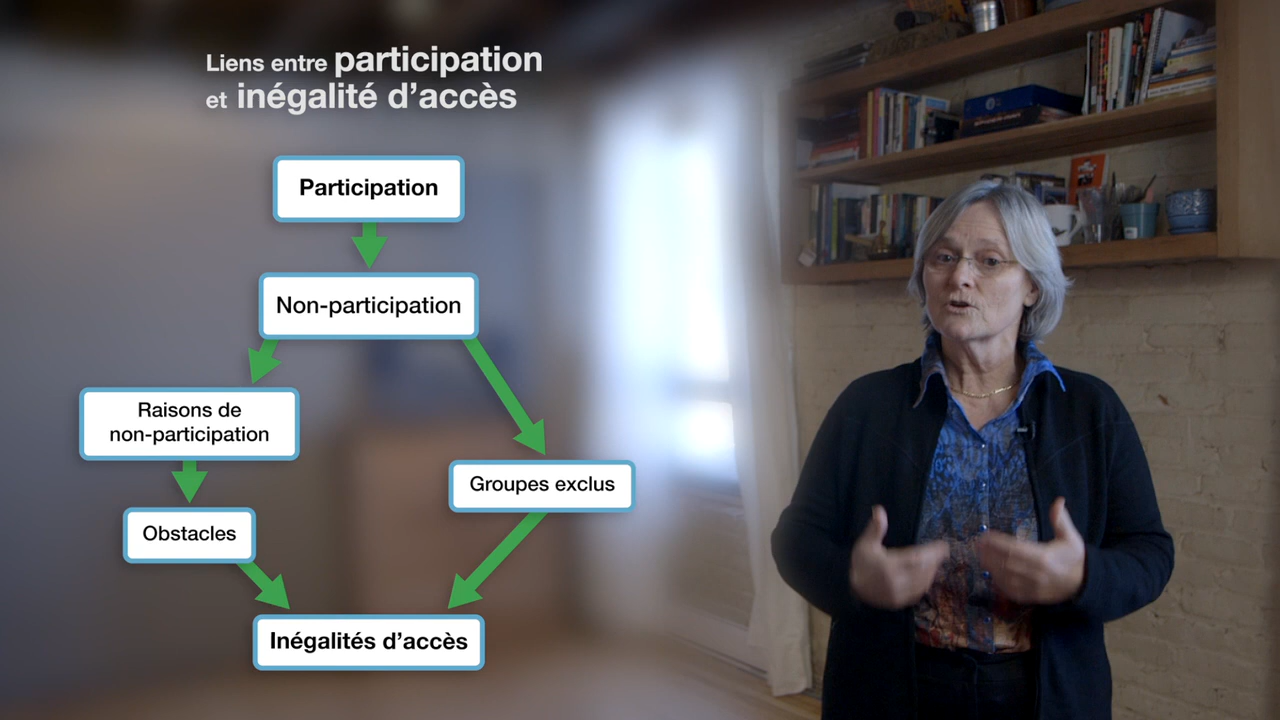 Liens entre participation
et inégalité d’accès
Participation
Non-participation
Raisons de
non-participation
Groupes exclus
Obstacles
Inégalités d’accès